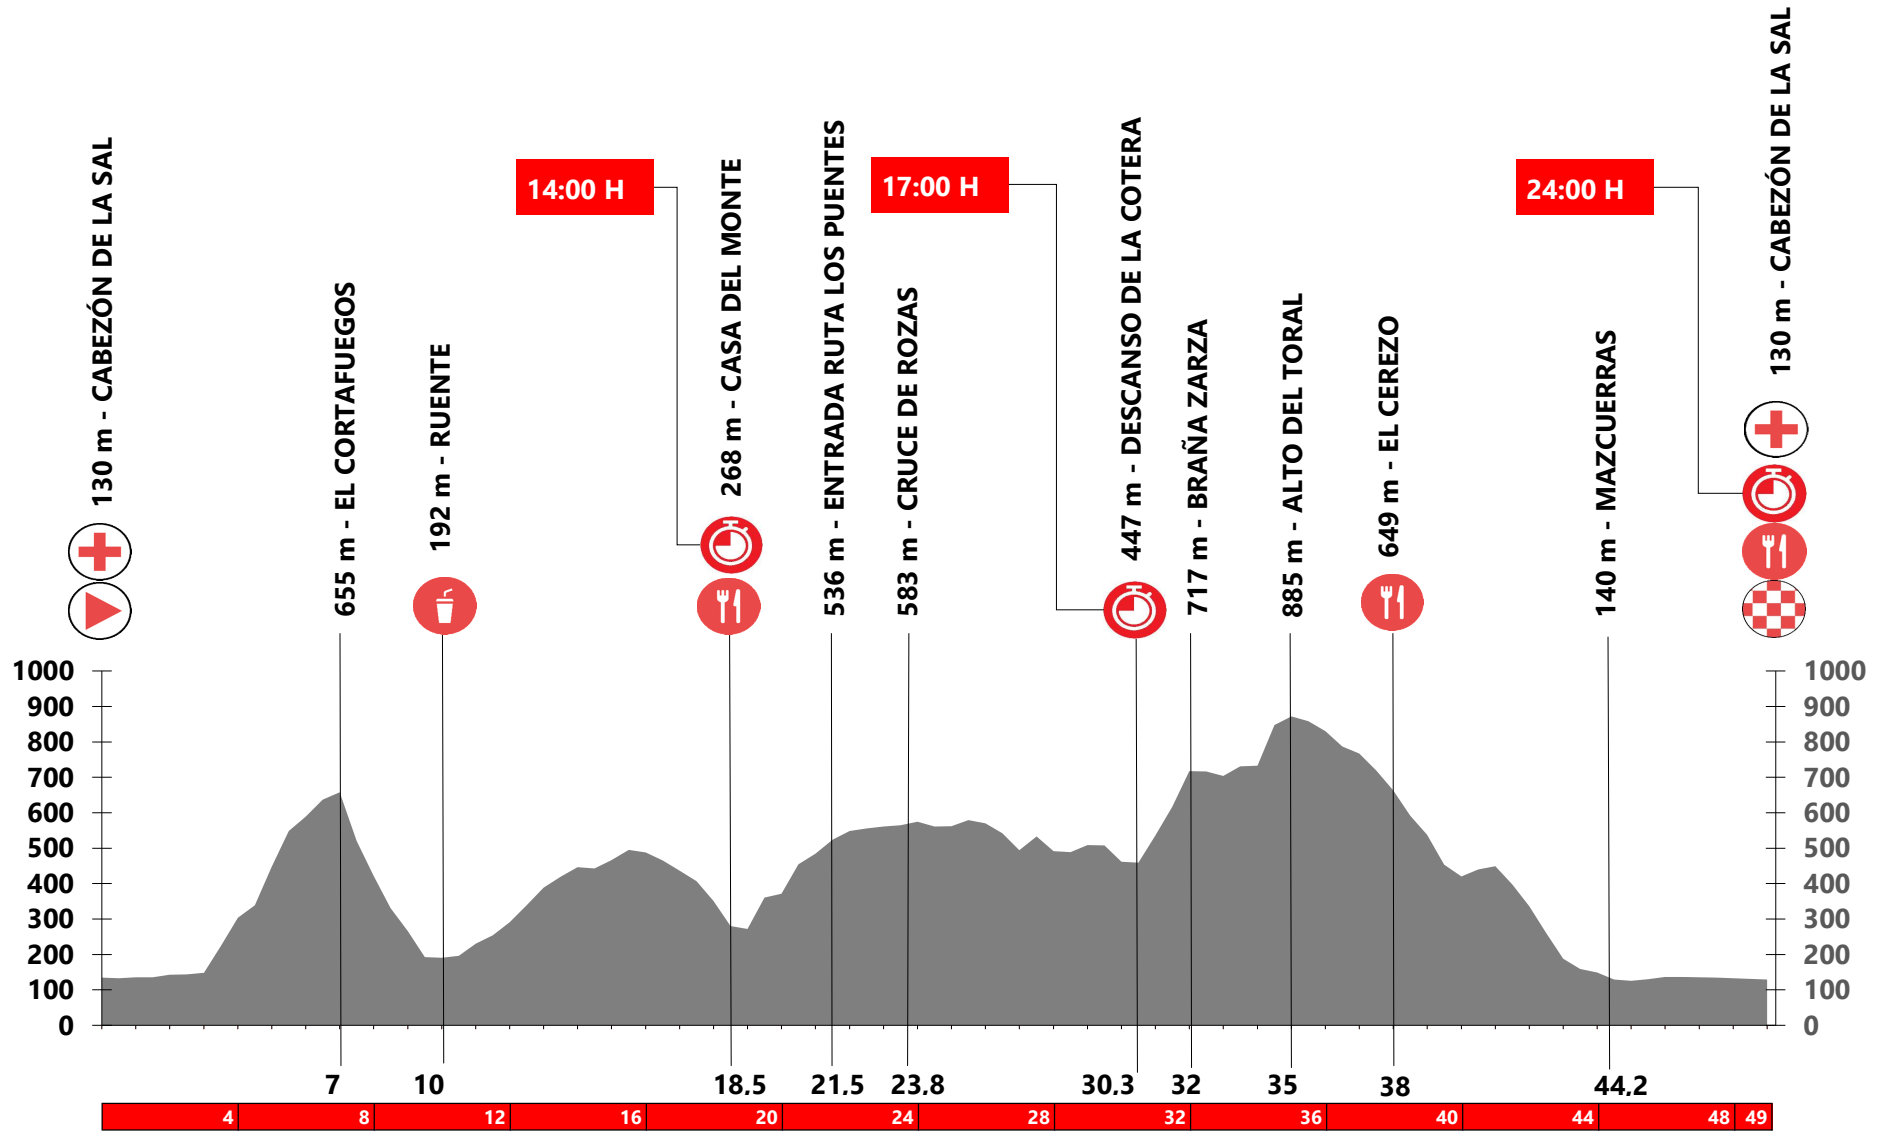 130 m - CABEZÓN DE LA SAL
655 m - EL CORTAFUEGOS
192 m - RUENTE
14:00 H
268 m - CASA DEL MONTE
536 m - ENTRADA RUTA LOS PUENTES
17:00 H
583 m - CRUCE DE ROZAS
447 m - DESCANSO DE LA COTERA
717 m - BRAÑA ZARZA
885 m - ALTO DEL TORAL
649 m - EL CEREZO
24:00 H
140 m - MAZCUERRAS
130 m - CABEZÓN DE LA SAL
1000
900
800
700
600
500
400
300
200
100
0
1000
900
800
700
600
500
400
300
200
100
0
7 10 18,5 21,5 23,8 30,3 32 35 38 44,2
4 8 12 16 20 24 28 32 36 40 44 48 49